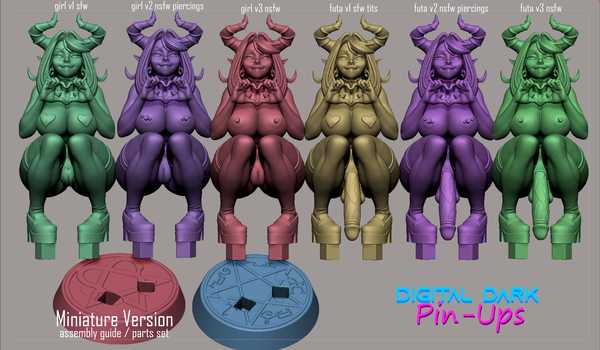 girl v1 sfw
girl v2 nsfw piercings
girl v3 nsfw
futa v1 sfw tits
futa v2 nsfw piercings
futa v3 nsfw
Miniature Version
assembly guide / parts set
DIGITAL DARK
Pin-Ups